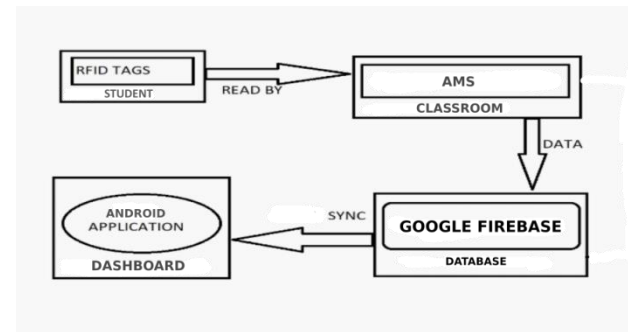 RFID TAGS
STUDENT
READ BY
AMS
CLASSROOM
DATA
ANDROID
APPLICATION
DASHBOARD
SYNC
GOOGLE FIREBASE
DATABASE